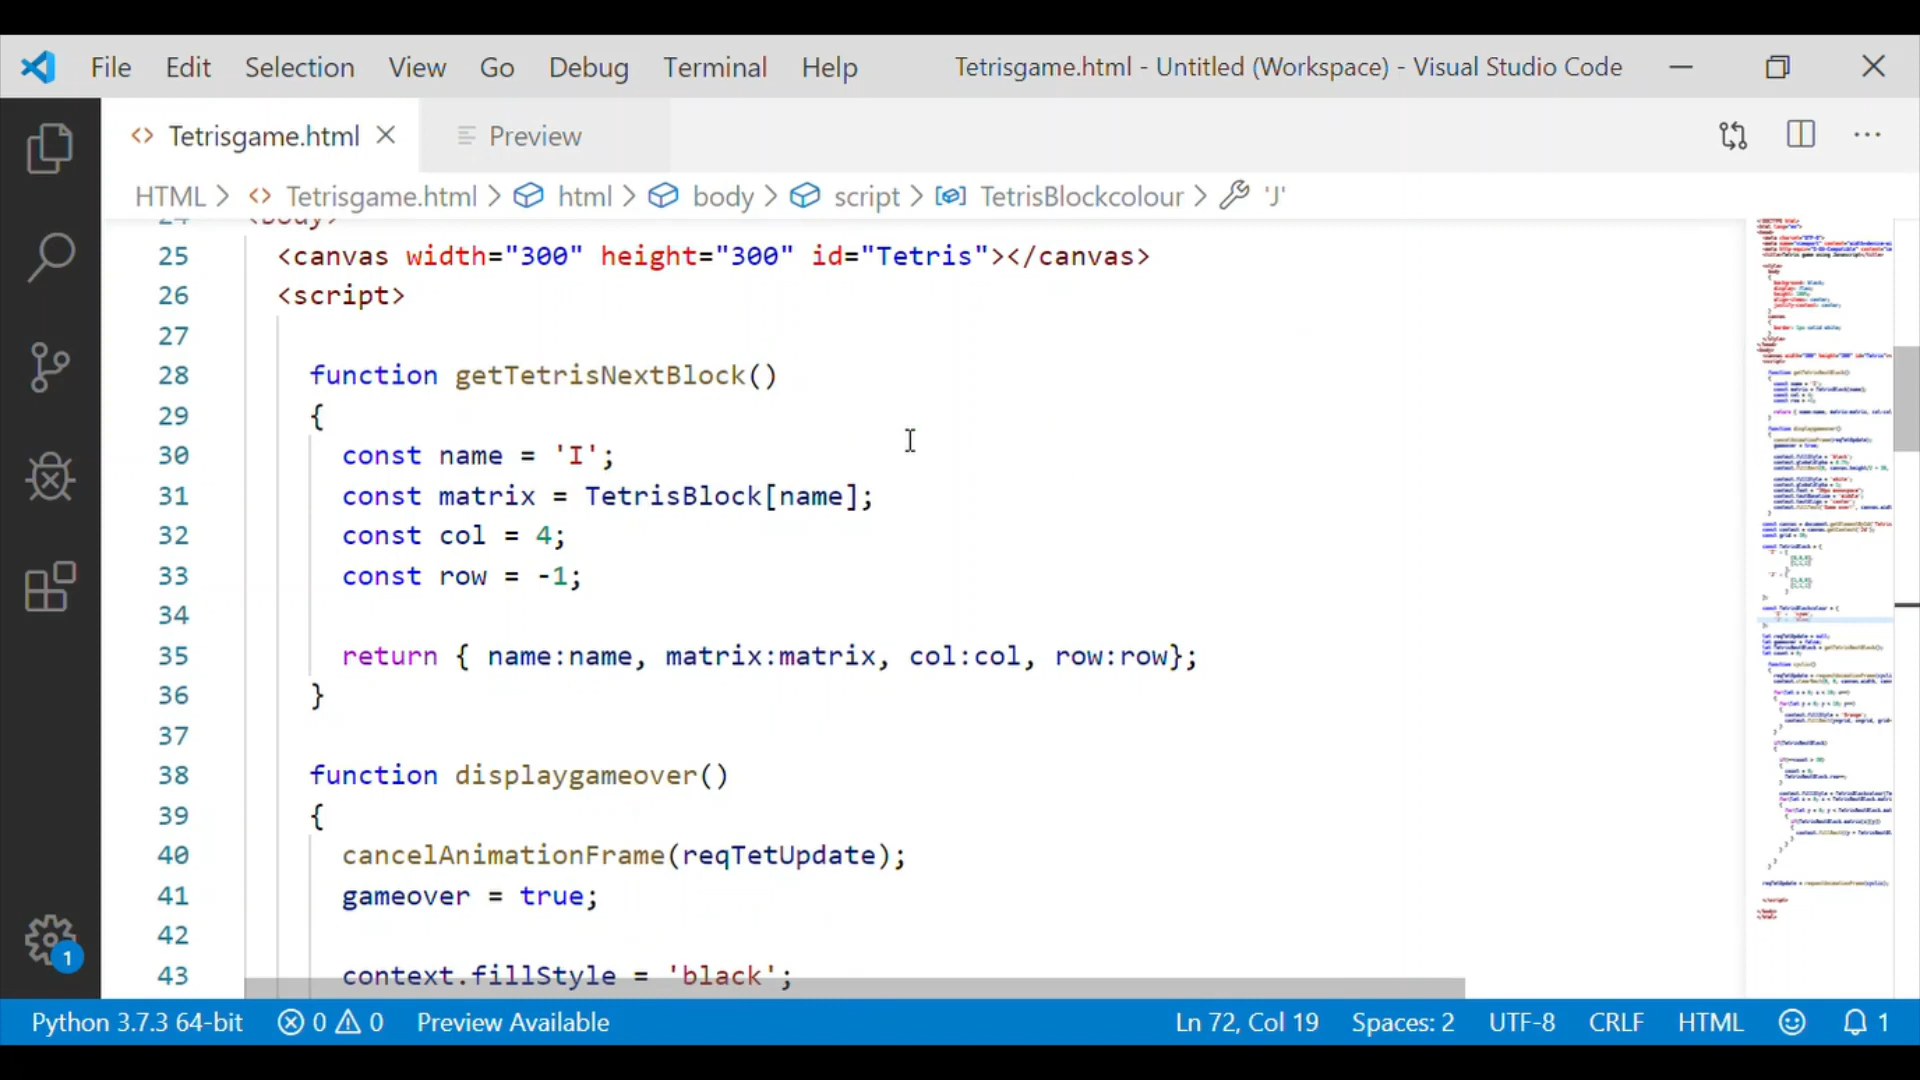 File Edit Selection View Go Debug Terminal Help Tetrisgame.html - Untitled (Workspace) - Visual Studio Code
Tetrisgame.html Preview
HTML > Tetrisgame.html > html > body > script > TetrisBlockcolour > 'J'
24 <body>
25 <canvas width="300" height="300" id="Tetris"></canvas>
26 <script>
27
28 function getTetrisNextBlock()
29 {
30 const name = 'I';
31 const matrix = TetrisBlock[name];
32 const col = 4;
33 const row = -1;
34
35 return { name:name, matrix:matrix, col:col, row:row};
36 }
37
38 function displaygameover()
39 {
40 cancelAnimationFrame(reqTetUpdate);
41 gameover = true;
42
43 context.fillStyle = 'black';
1
Python 3.7.3 64-bit 0 0 Preview Available Ln 72, Col 19 Spaces: 2 UTF-8 CRLF HTML 1